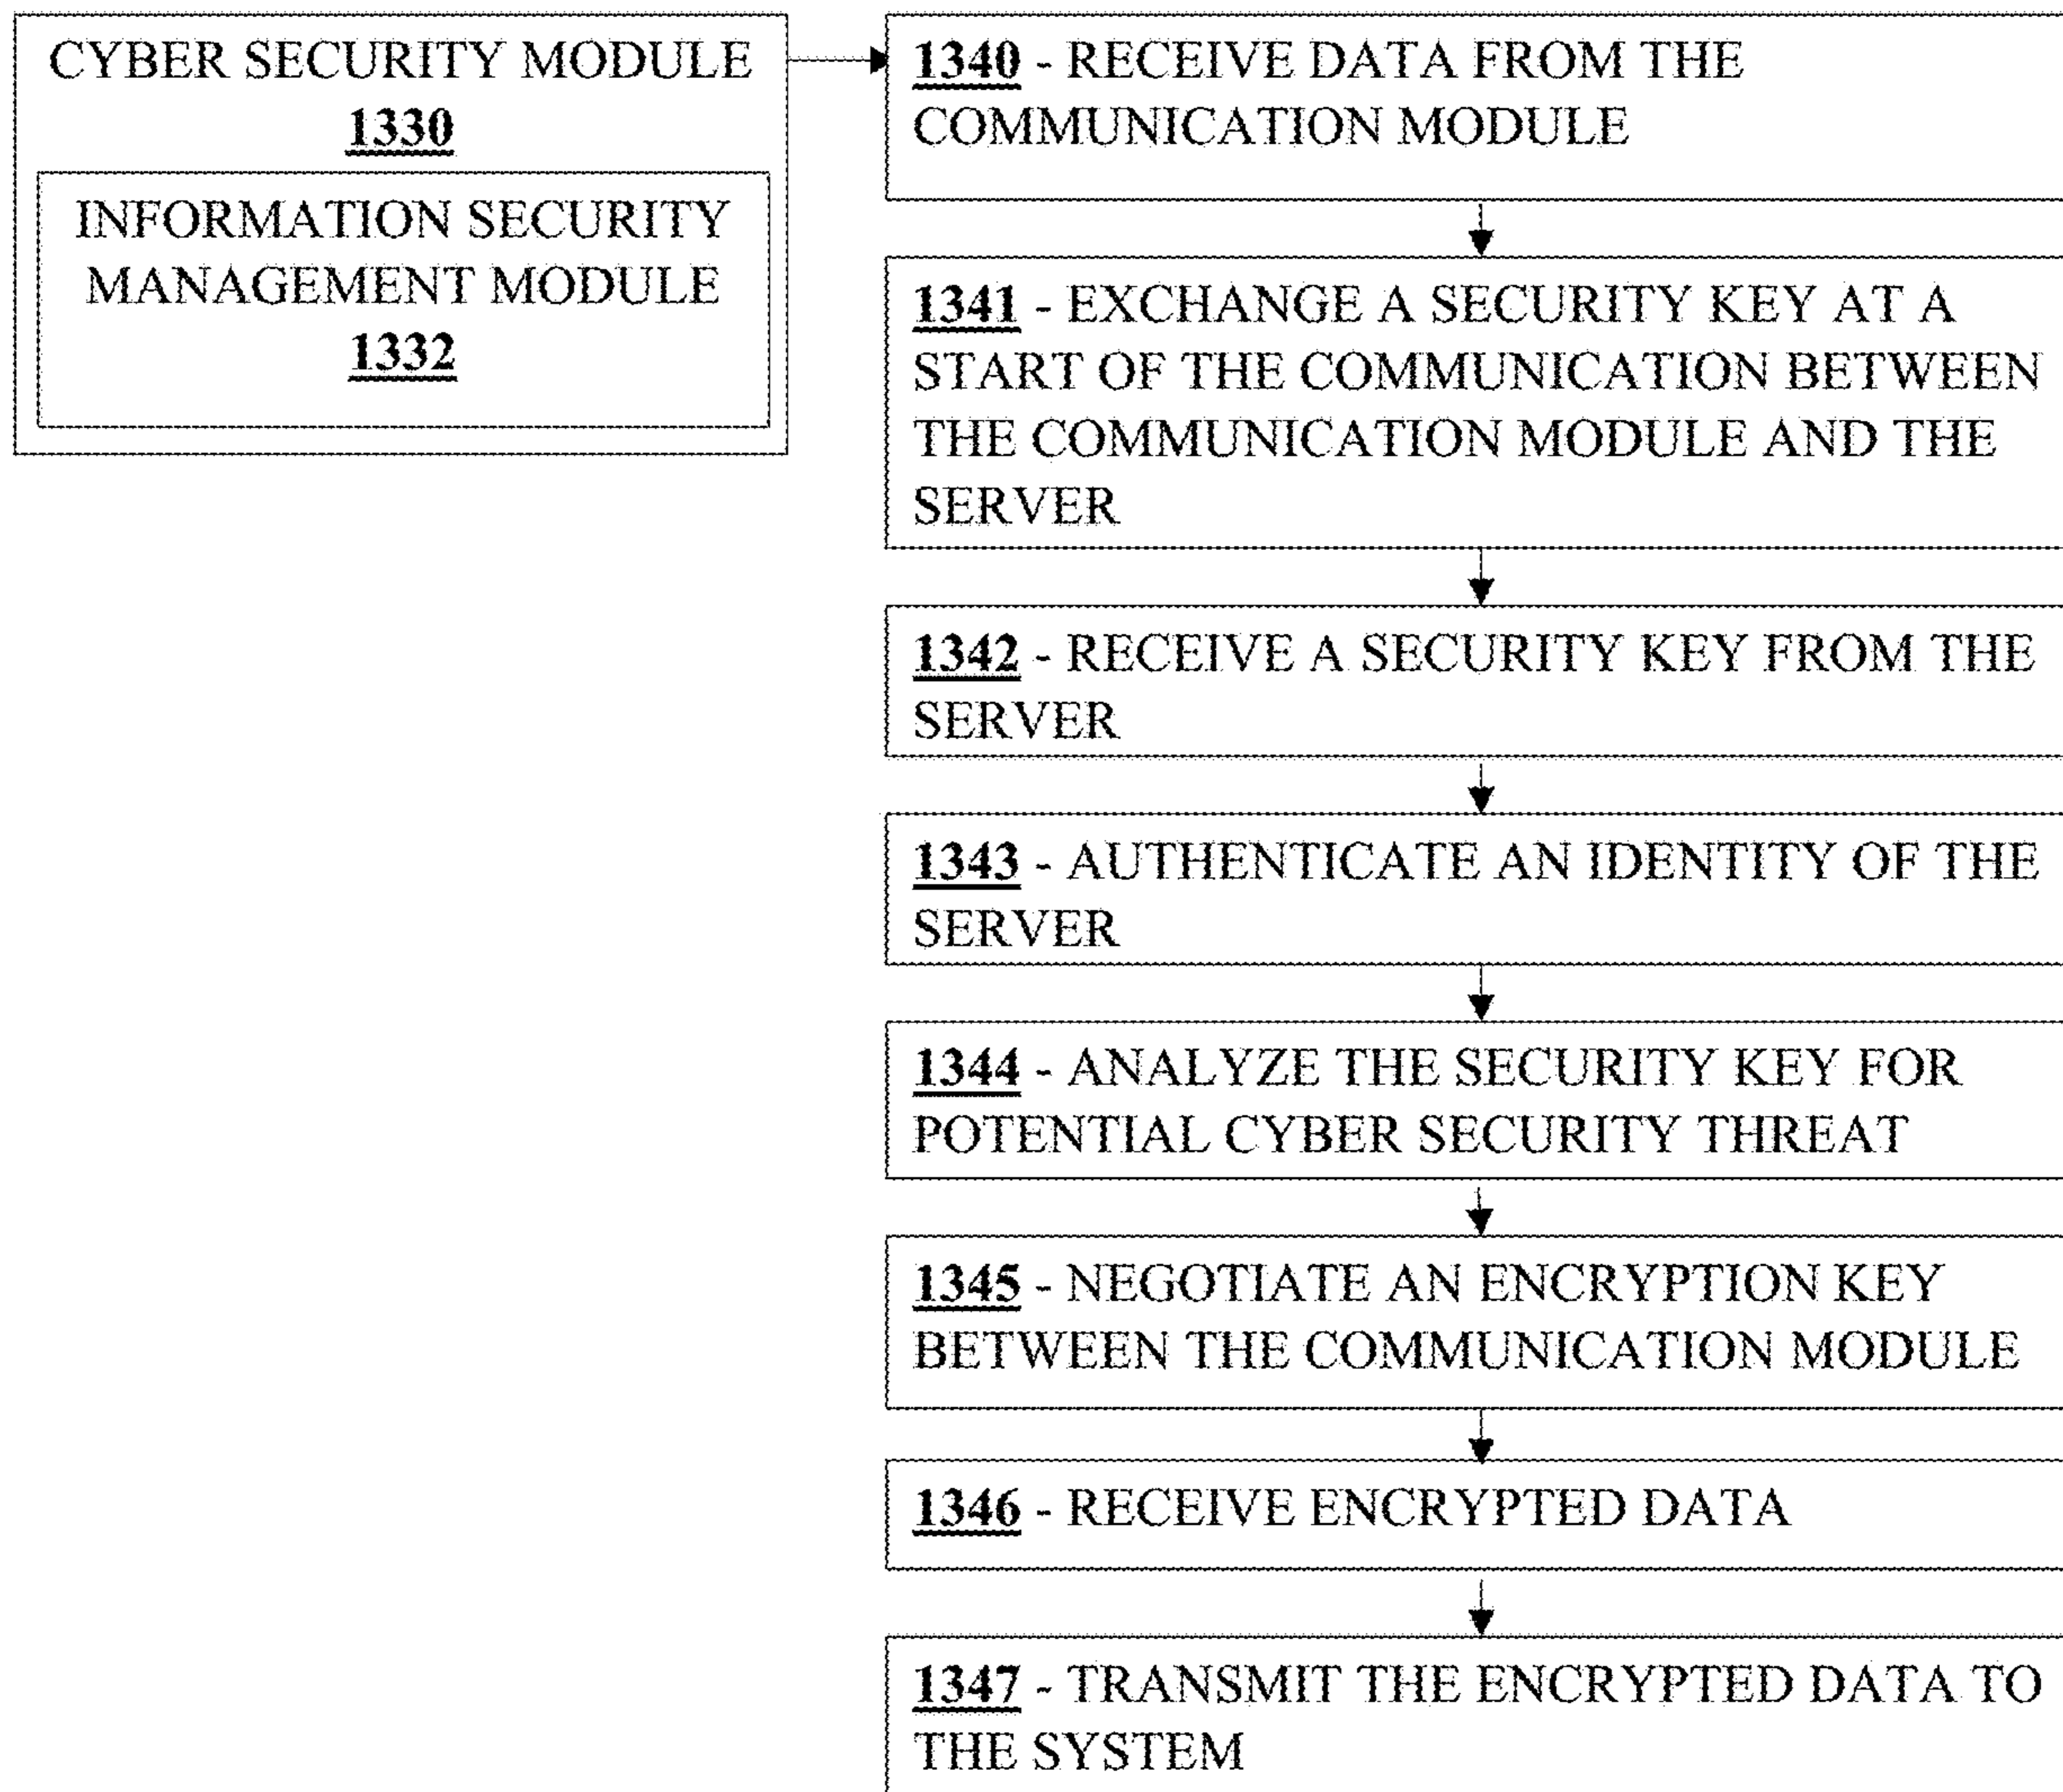 CYBER SECURITY MODULE
1330
INFORMATION SECURITY
MANAGEMENT MODULE
1332
1340 - RECEIVE DATA FROM THE
COMMUNICATION MODULE
1341 - EXCHANGE A SECURITY KEY AT A
START OF THE COMMUNICATION BETWEEN
THE COMMUNICATION MODULE AND THE
SERVER
1342 - RECEIVE A SECURITY KEY FROM THE
SERVER
1343 - AUTHENTICATE AN IDENTITY OF THE
SERVER
1344 - ANALYZE THE SECURITY KEY FOR
POTENTIAL CYBER SECURITY THREAT
1345 - NEGOTIATE AN ENCRYPTION KEY
BETWEEN THE COMMUNICATION MODULE
1346 - RECEIVE ENCRYPTED DATA
1347 - TRANSMIT THE ENCRYPTED DATA TO
THE SYSTEM